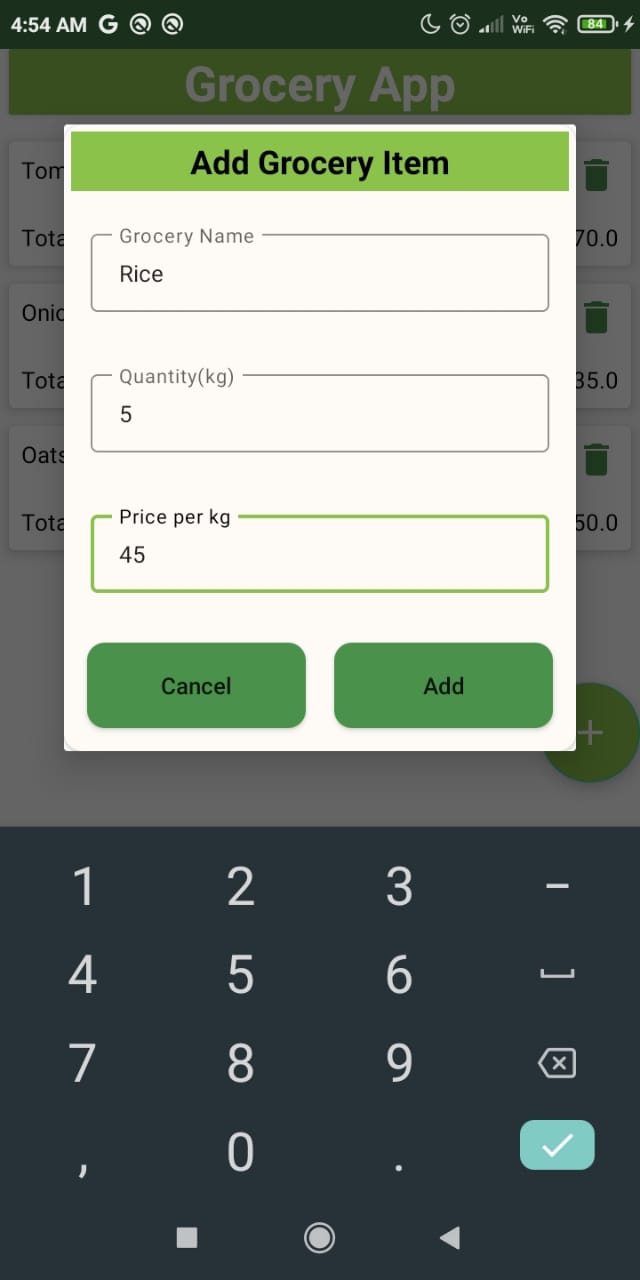 4:54 AM G Vo WiFi 84
Grocery App
Add Grocery Item
Tom
Grocery Name
Rice
Tota 70.0
Onio
Quantity(kg)
Tota 35.0
5
Oats
Price per kg
Tota 50.0
45
Cancel Add
+
1 2 3 –
4 5 6
7 8 9
, 0 .